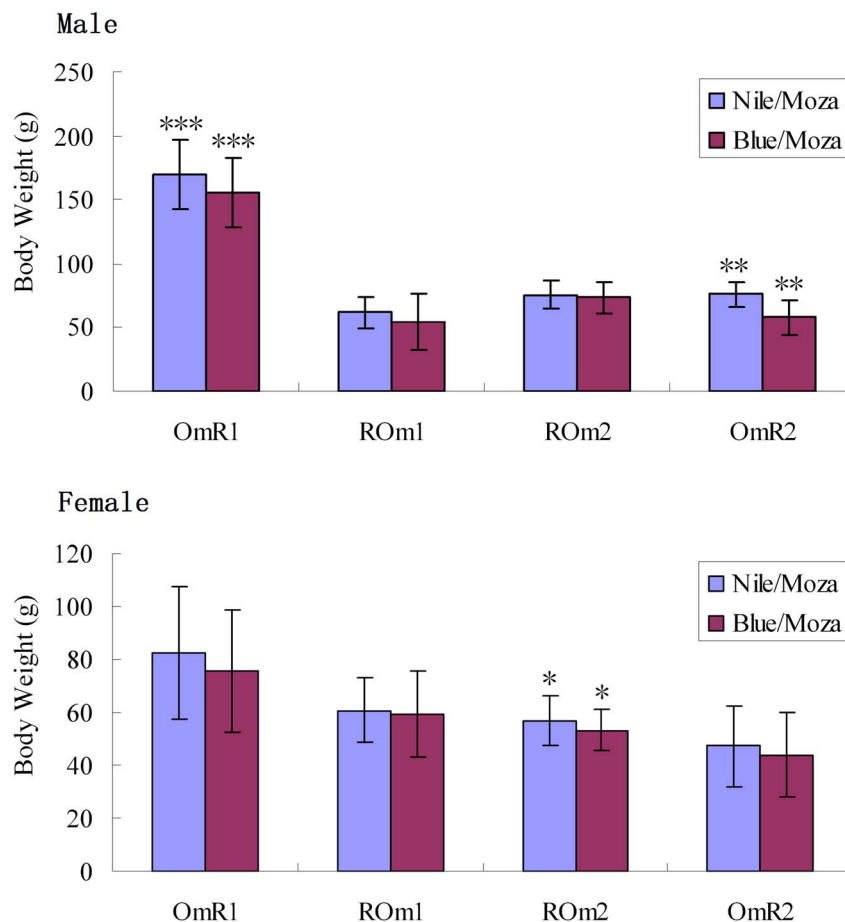 Male
250
200
150
100
50
0
Body Weight (g)
*** ***
** **
Nile/Moza
Blue/Moza
OmR1 ROm1 ROm2 OmR2
Female
120
100
80
60
40
20
0
Body Weight (g)
* *
Nile/Moza
Blue/Moza
OmR1 ROm1 ROm2 OmR2